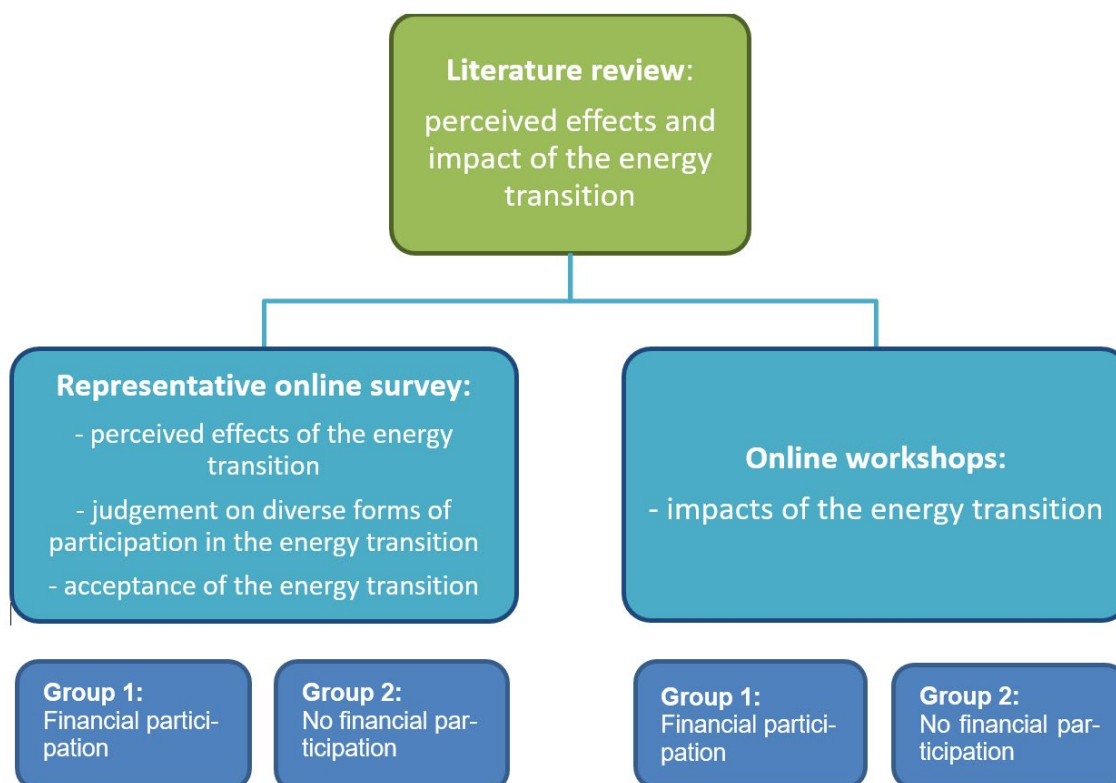 Literature review:
perceived effects and
impact of the energy
transition
Representative online survey:
- perceived effects of the energy
transition
- judgement on diverse forms of
participation in the energy transition
- acceptance of the energy transition
Online workshops:
- impacts of the energy transition
Group 1:
Financial partici-
pation
Group 2:
No financial par-
ticipation
Group 1:
Financial partici-
pation
Group 2:
No financial par-
ticipation